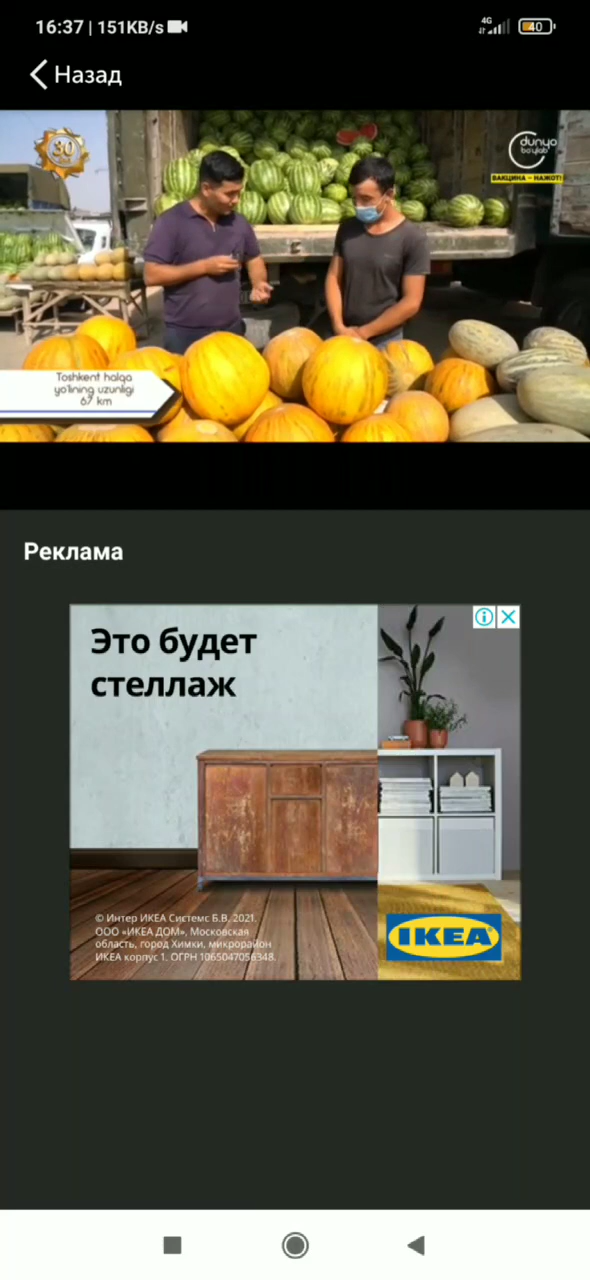 16:37 | 151KB/s
4G
40
Назад
30
dunyo
bo'ylab
ВАКЦИНА – НАЖОТ!
Toshkent halqa
yo'lining uzunligi
67 km
Реклама
Это будет
стеллаж
© Интер ИКЕА Системс Б.В. 2021.
ООО «ИКЕА ДОМ», Московская
область, город Химки, микрорайон
ИКЕА корпус 1. ОГРН 1065047056348.
IKEA